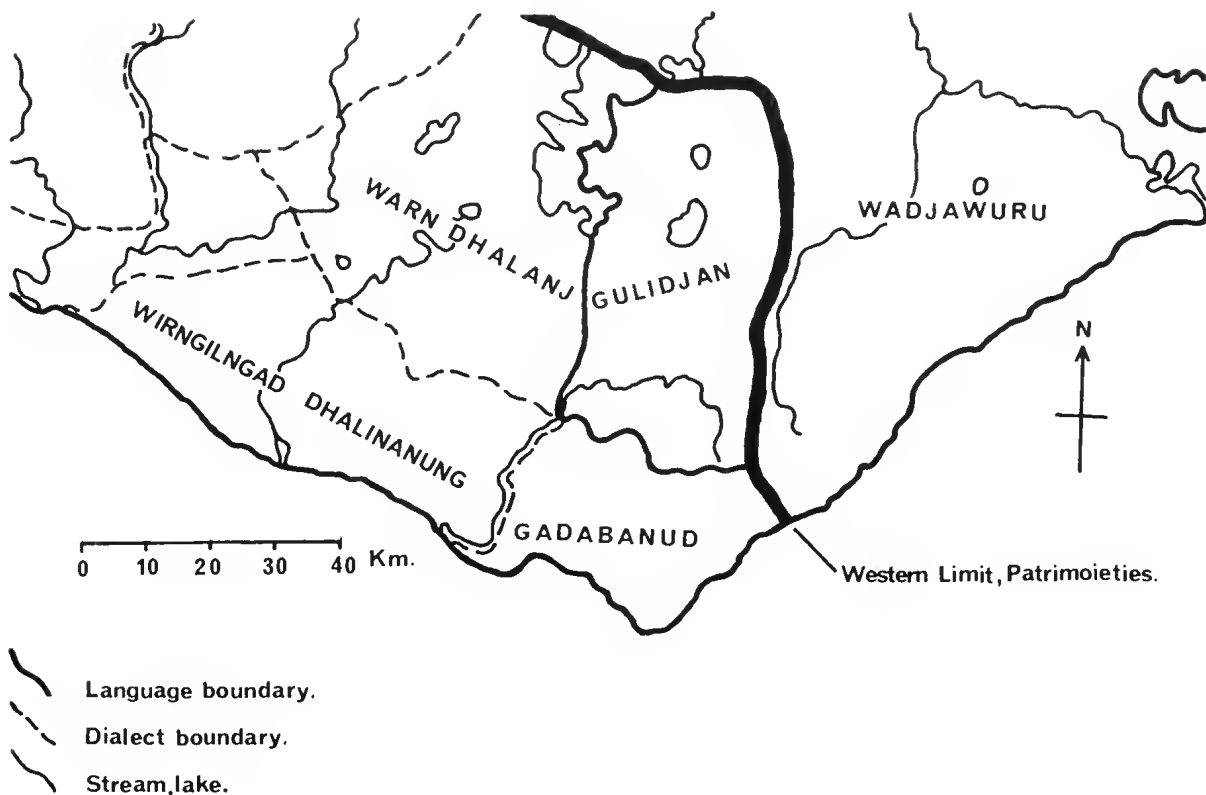 WARN DHALANJ
GULIDJAN
WADJAWURU
WIRNGILNGAD DHALINANUNG
GADABANUD
N
0 10 20 30 40 Km.
Western Limit, Patrimoieties.
Language boundary.
Dialect boundary.
Stream, lake.